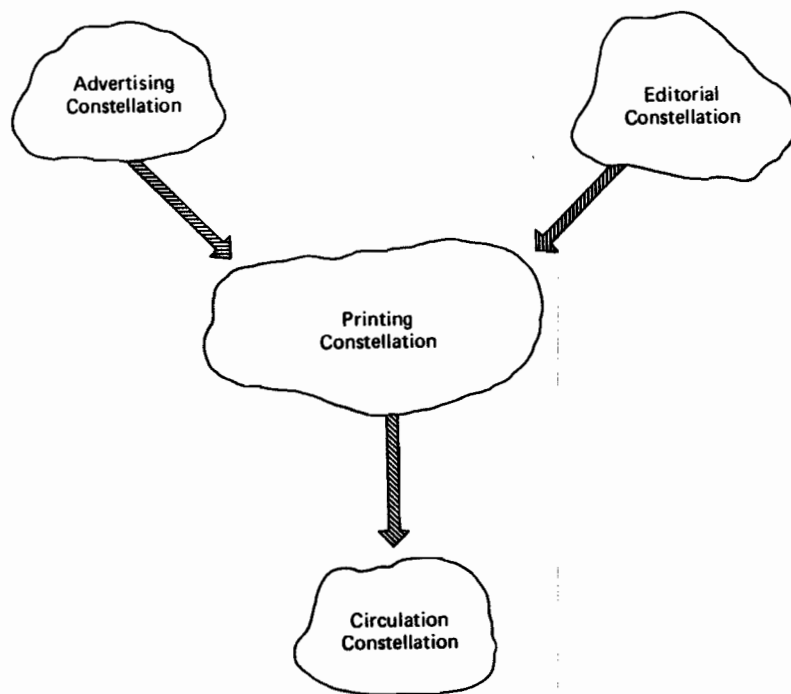 Advertising
Constellation
Editorial
Constellation
Printing
Constellation
Circulation
Constellation